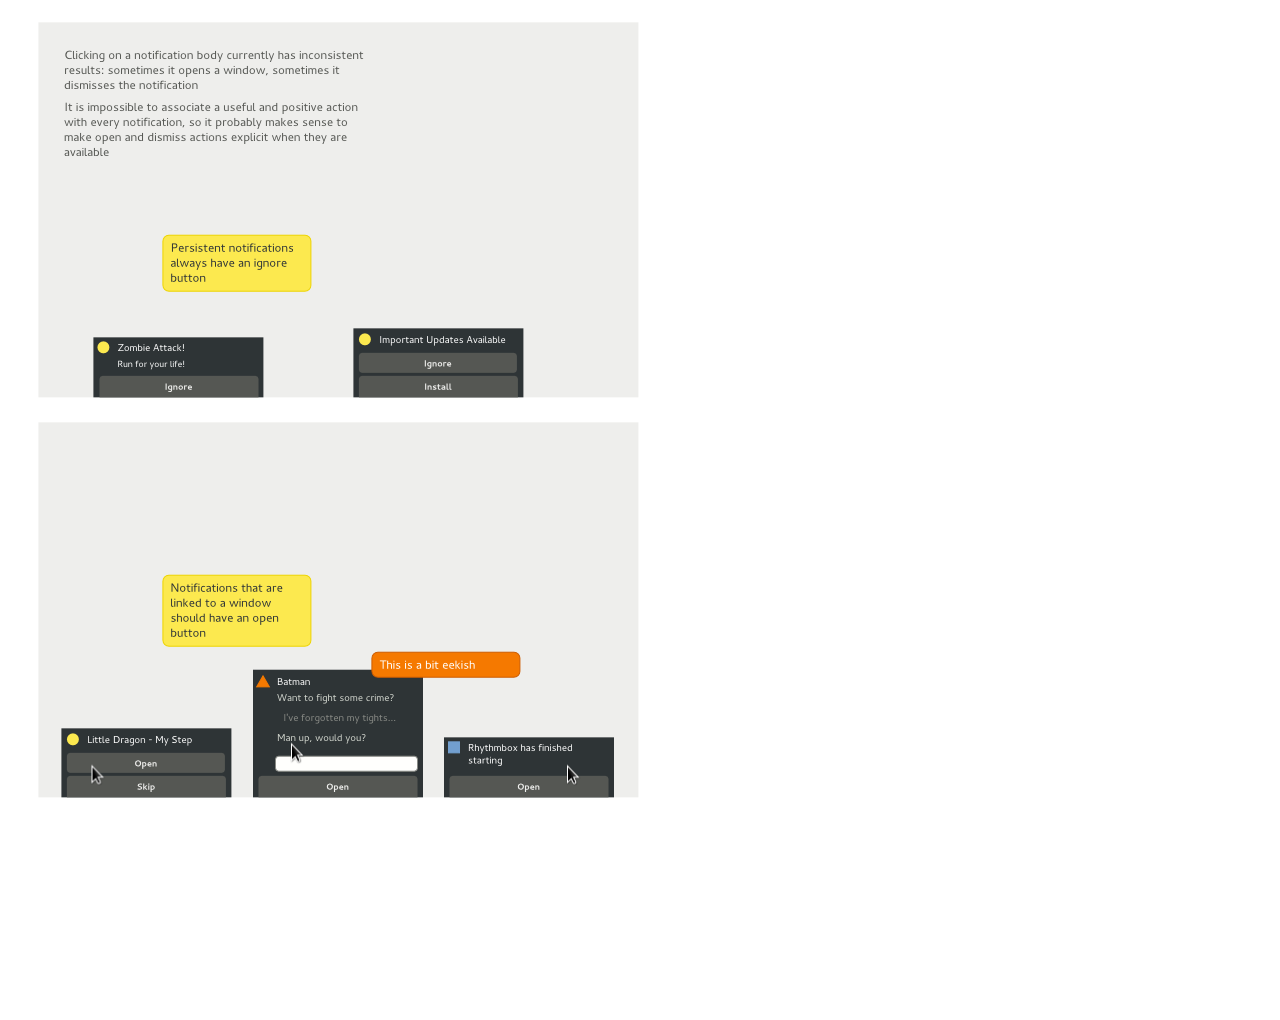 Clicking on a notification body currently has inconsistent
results: sometimes it opens a window, sometimes it
dismisses the notification
It is impossible to associate a useful and positive action
with every notification, so it probably makes sense to
make open and dismiss actions explicit when they are
available
Persistent notifications
always have an ignore
button
Zombie Attack!
Run for your life!
Ignore
Important Updates Available
Ignore
Install
Notifications that are
linked to a window
should have an open
button
This is a bit eekish
Little Dragon - My Step
Open
Skip
Batman
Want to fight some crime?
I've forgotten my tights...
Man up, would you?
Open
Rhythmbox has finished
starting
Open